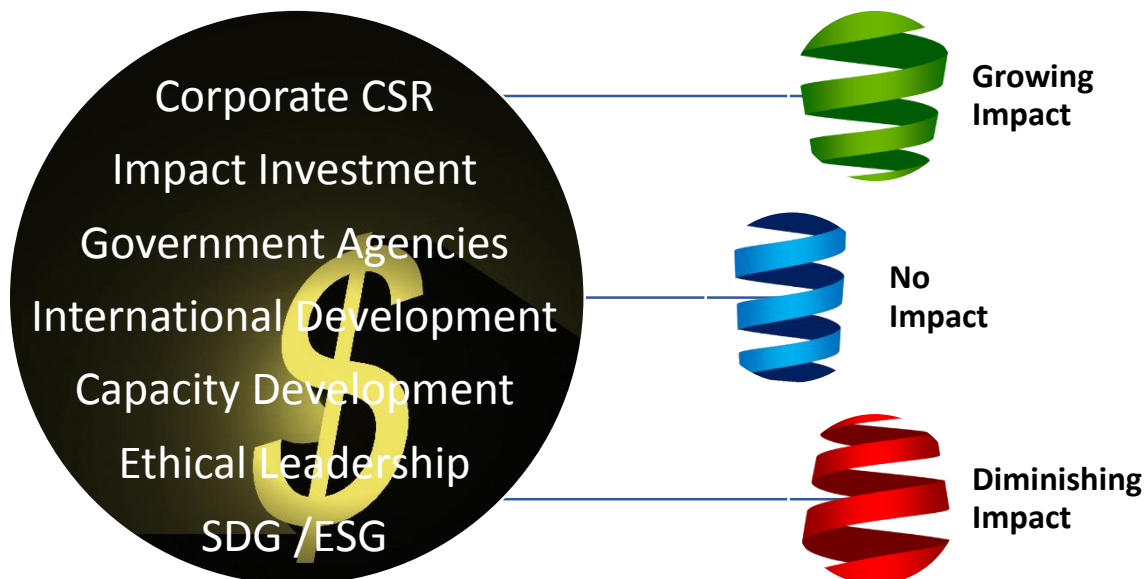 Corporate CSR
Impact Investment
Government Agencies
International Development
Capacity Development
Ethical Leadership
SDG /ESG
Growing
Impact
No
Impact
Diminishing
Impact